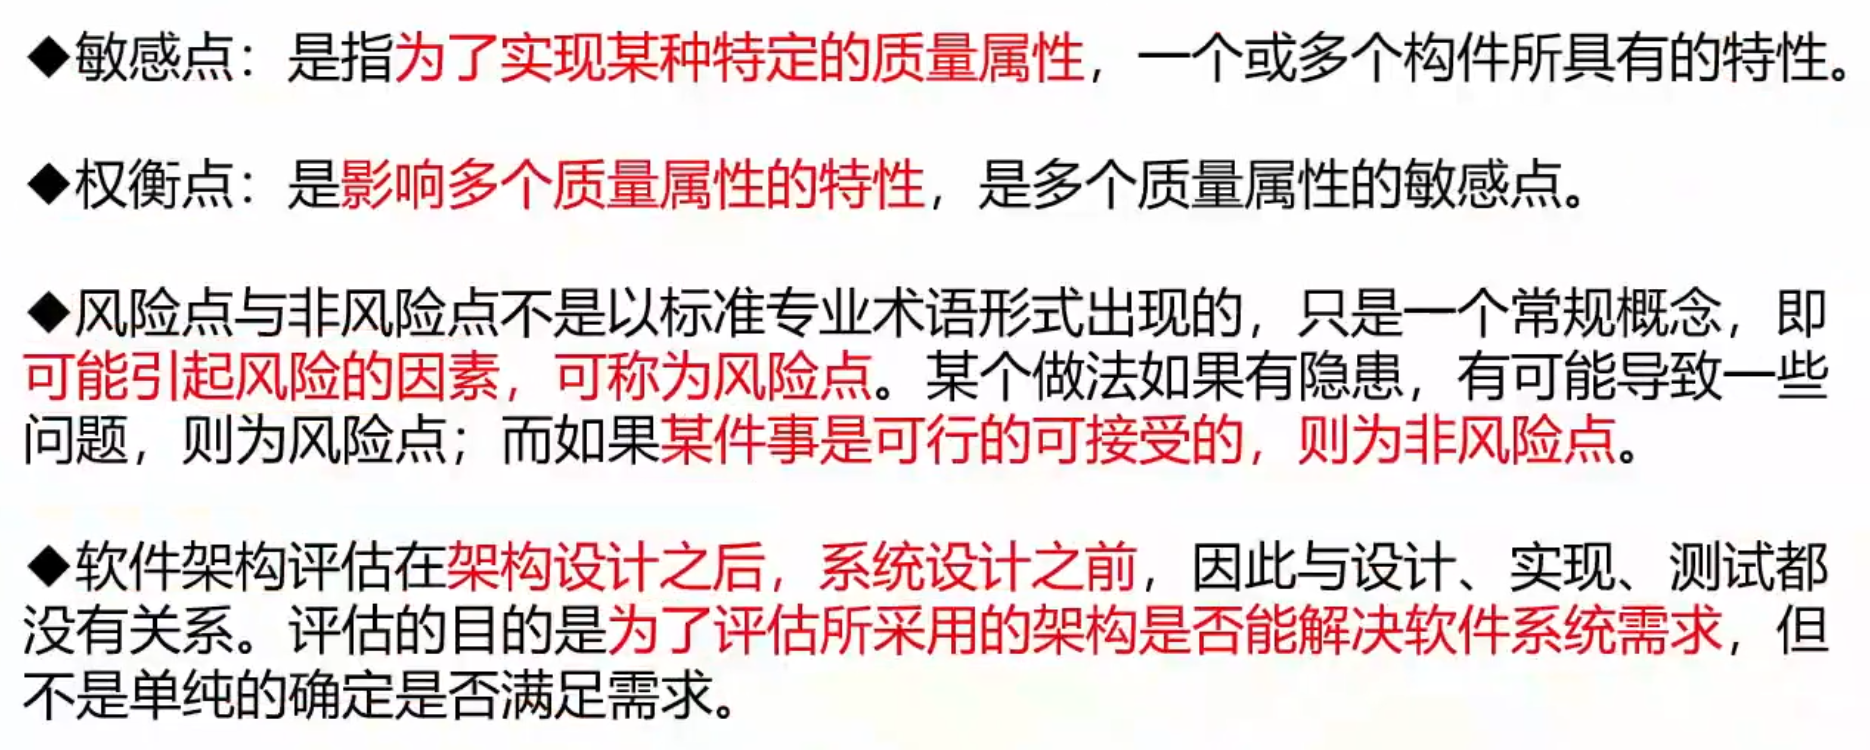 ◆敏感点：是指为了实现某种特定的质量属性，一个或多个构件所具有的特性。
◆权衡点：是影响多个质量属性的特性，是多个质量属性的敏感点。
◆风险点与非风险点不是以标准专业术语形式出现的，只是一个常规概念，即
可能引起风险的因素，可称为风险点。某个做法如果有隐患，有可能导致一些
问题，则为风险点；而如果某件事是可行的可接受的，则为非风险点。
◆软件架构评估在架构设计之后，系统设计之前，因此与设计、实现、测试都
没有关系。评估的目的是为了评估所采用的架构是否能解决软件系统需求，但
不是单纯的确定是否满足需求。